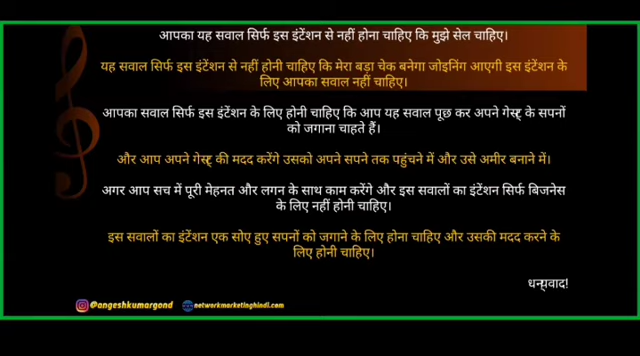 आपका यह सवाल सिर्फ इस इंटेंशन से नहीं होना चाहिए कि मुझे सेल चाहिए।
यह सवाल सिर्फ इस इंटेंशन से नहीं होनी चाहिए कि मेरा बड़ा चेक बनेगा जोइनिंग आएगी इस इंटेंशन के
लिए आपका सवाल नहीं चाहिए।
आपका सवाल सिर्फ इस इंटेंशन के लिए होनी चाहिए कि आप यह सवाल पूछ कर अपने गेस्ट् के सपनों
को जगाना चाहते हैं।
और आप अपने गेस्ट् की मदद करेंगे उसको अपने सपने तक पहुंचने में और उसे अमीर बनाने में।
अगर आप सच में पूरी मेहनत और लगन के साथ काम करेंगे और इस सवालों का इंटेंशन सिर्फ बिजनेस
के लिए नहीं होनी चाहिए।
इस सवालों का इंटेंशन एक सोए हुए सपनों को जगाने के लिए होना चाहिए और उसकी मदद करने के
लिए होनी चाहिए।
धन्यवाद!
@angeshkumargond networkmarketinghindi.com